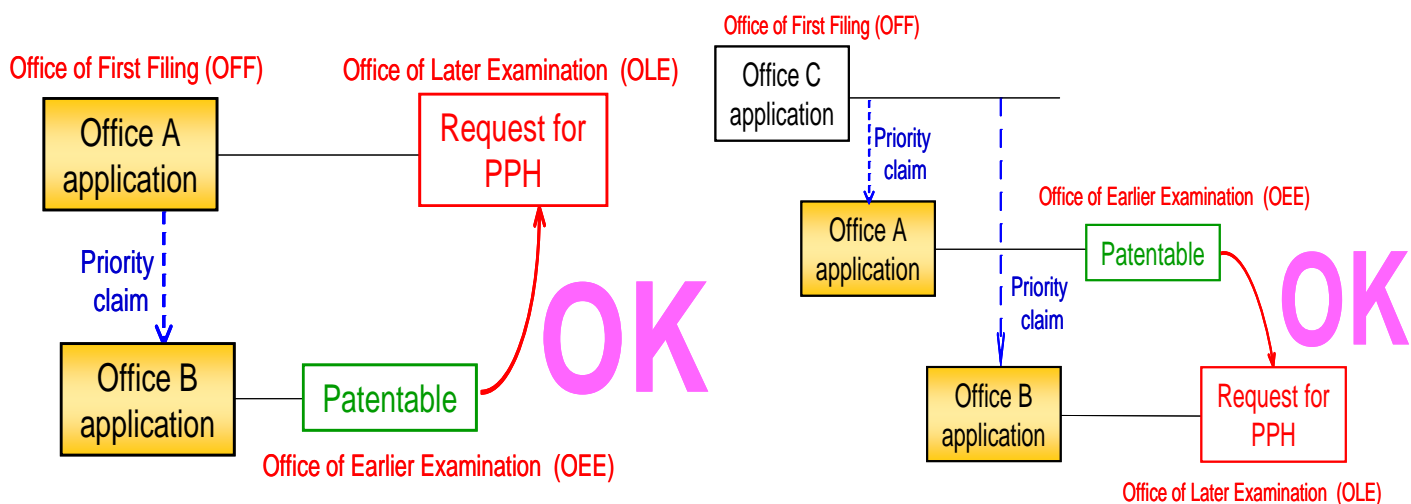 Office of First Filing (OFF)
Office A
application
Office of Later Examination (OLE)
Request for
PPH
Priority
claim
OK
Office B
application
Patentable
Office of Earlier Examination (OEE)
Office of First Filing (OFF)
Office C
application
Priority
claim
Office A
application
Office of Earlier Examination (OEE)
Patentable
OK
Priority
claim
Office B
application
Request for
PPH
Office of Later Examination (OLE)